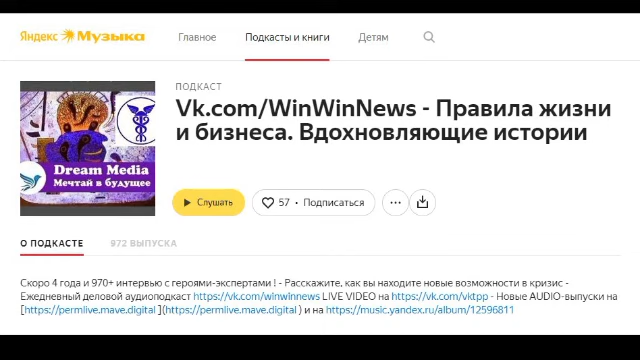 Яндекс Музыка
Главное
Подкасты и книги
Детям
ПОДКАСТ
Vk.com/WinWinNews - Правила жизни
и бизнеса. Вдохновляющие истории
Dream Media
Мечтай в будущее
Слушать
57 • Подписаться
О ПОДКАСТЕ
972 ВЫПУСКА
Скоро 4 года и 970+ интервью с героями-экспертами ! - Расскажите, как вы находите новые возможности в кризис -
Ежедневный деловой аудиоподкаст https://vk.com/winwinnews LIVE VIDEO на https://vk.com/vktpp - Новые AUDIO-выпуски на
[https://permlive.mave.digital ](https://permlive.mave.digital ) и на https://music.yandex.ru/album/12596811